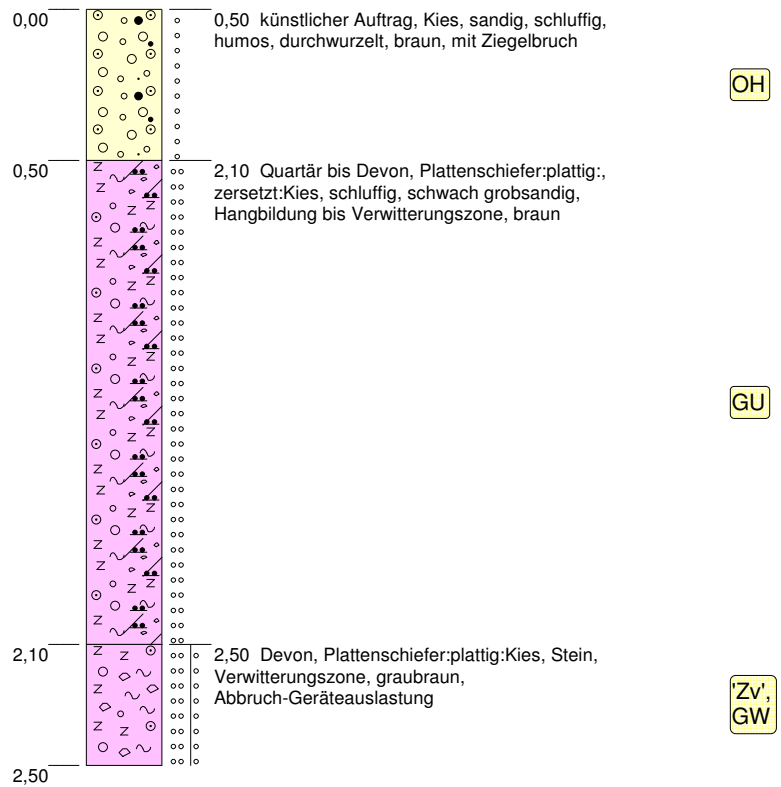 0,00
0,50 künstlicher Auftrag, Kies, sandig, schluffig,
humos, durchwurzelt, braun, mit Ziegelbruch
OH
0,50
2,10 Quartär bis Devon, Plattenschiefer:plattig:,
zersetzt:Kies, schluffig, schwach grobsandig,
Hangbildung bis Verwitterungszone, braun
GU
2,10
2,50 Devon, Plattenschiefer:plattig:Kies, Stein,
Verwitterungszone, graubraun,
Abbruch-Geräteauslastung
'Zv',
GW
2,50